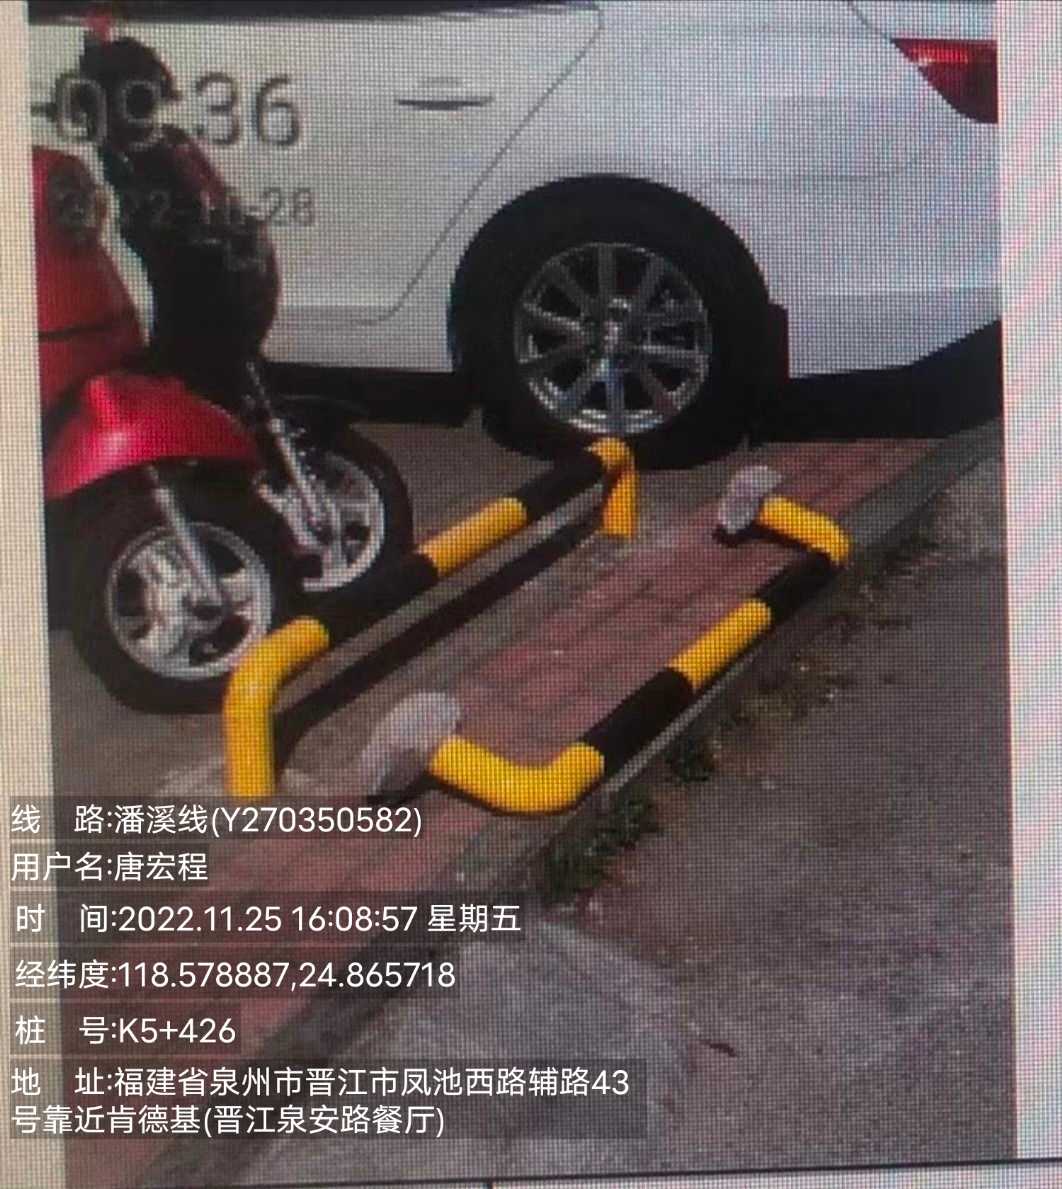 09:36
线 路:潘溪线(Y270350582)
用户名:唐宏程
时 间:2022.11.25 16:08:57 星期五
经纬度:118.578887,24.865718
桩 号:K5+426
地 址:福建省泉州市晋江市凤池西路辅路43
号靠近肯德基(晋江泉安路餐厅)